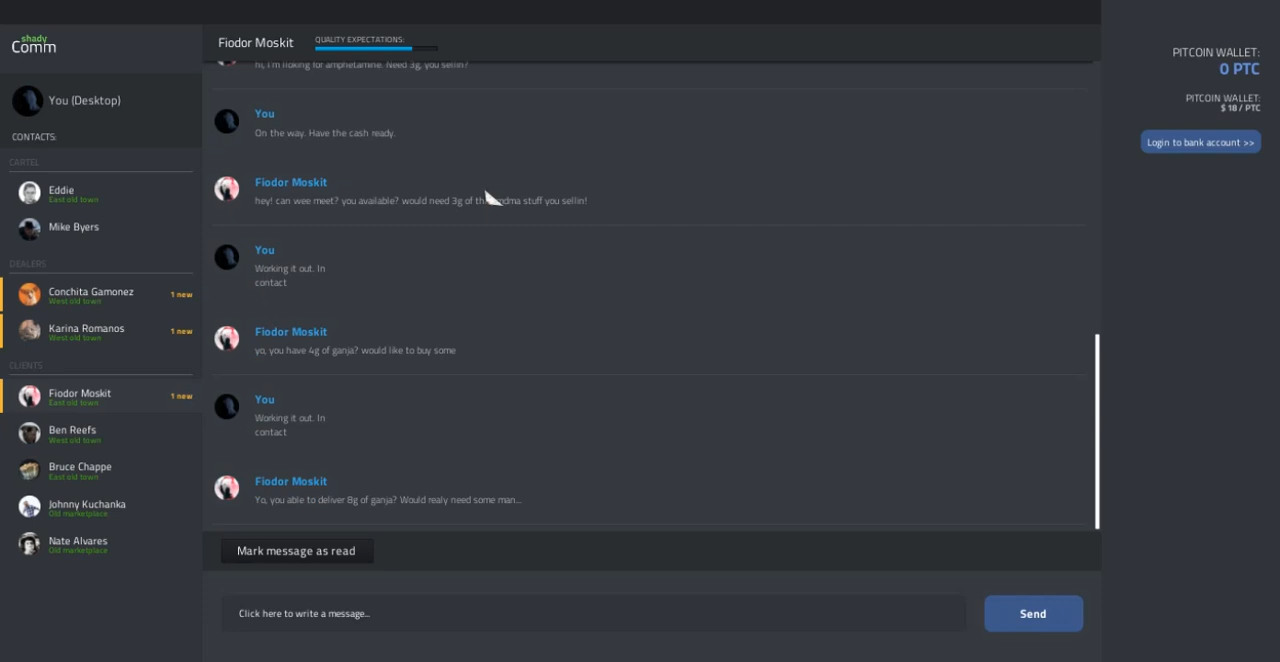 shady
Comm
You (Desktop)
CONTACTS:
CARTEL
Eddie
East old town
Mike Byers
DEALERS
Conchita Gamonez
West old town
1 new
Karina Romanos
West old town
1 new
CLIENTS
Fiodor Moskit
East old town
1 new
Ben Reefs
West old town
Bruce Chappe
East old town
Johnny Kuchanka
Old marketplace
Nate Alvares
Old marketplace
Fiodor Moskit
QUALITY EXPECTATIONS:
hi, I'm lloking for amphetamine. Need 3g, you sellin?
You
On the way. Have the cash ready.
Fiodor Moskit
hey! can wee meet? you available? would need 3g of stuff you sellin!
You
Working it out. In
contact
Fiodor Moskit
yo, you have 4g of ganja? would like to buy some
You
Working it out. In
contact
Fiodor Moskit
Yo, you able to deliver 8g of ganja? Would realy need some man...
Mark message as read
Click here to write a message...
Send
PITCOIN WALLET:
0 PTC
PITCOIN WALLET:
$ 18 / PTC
Login to bank account >>